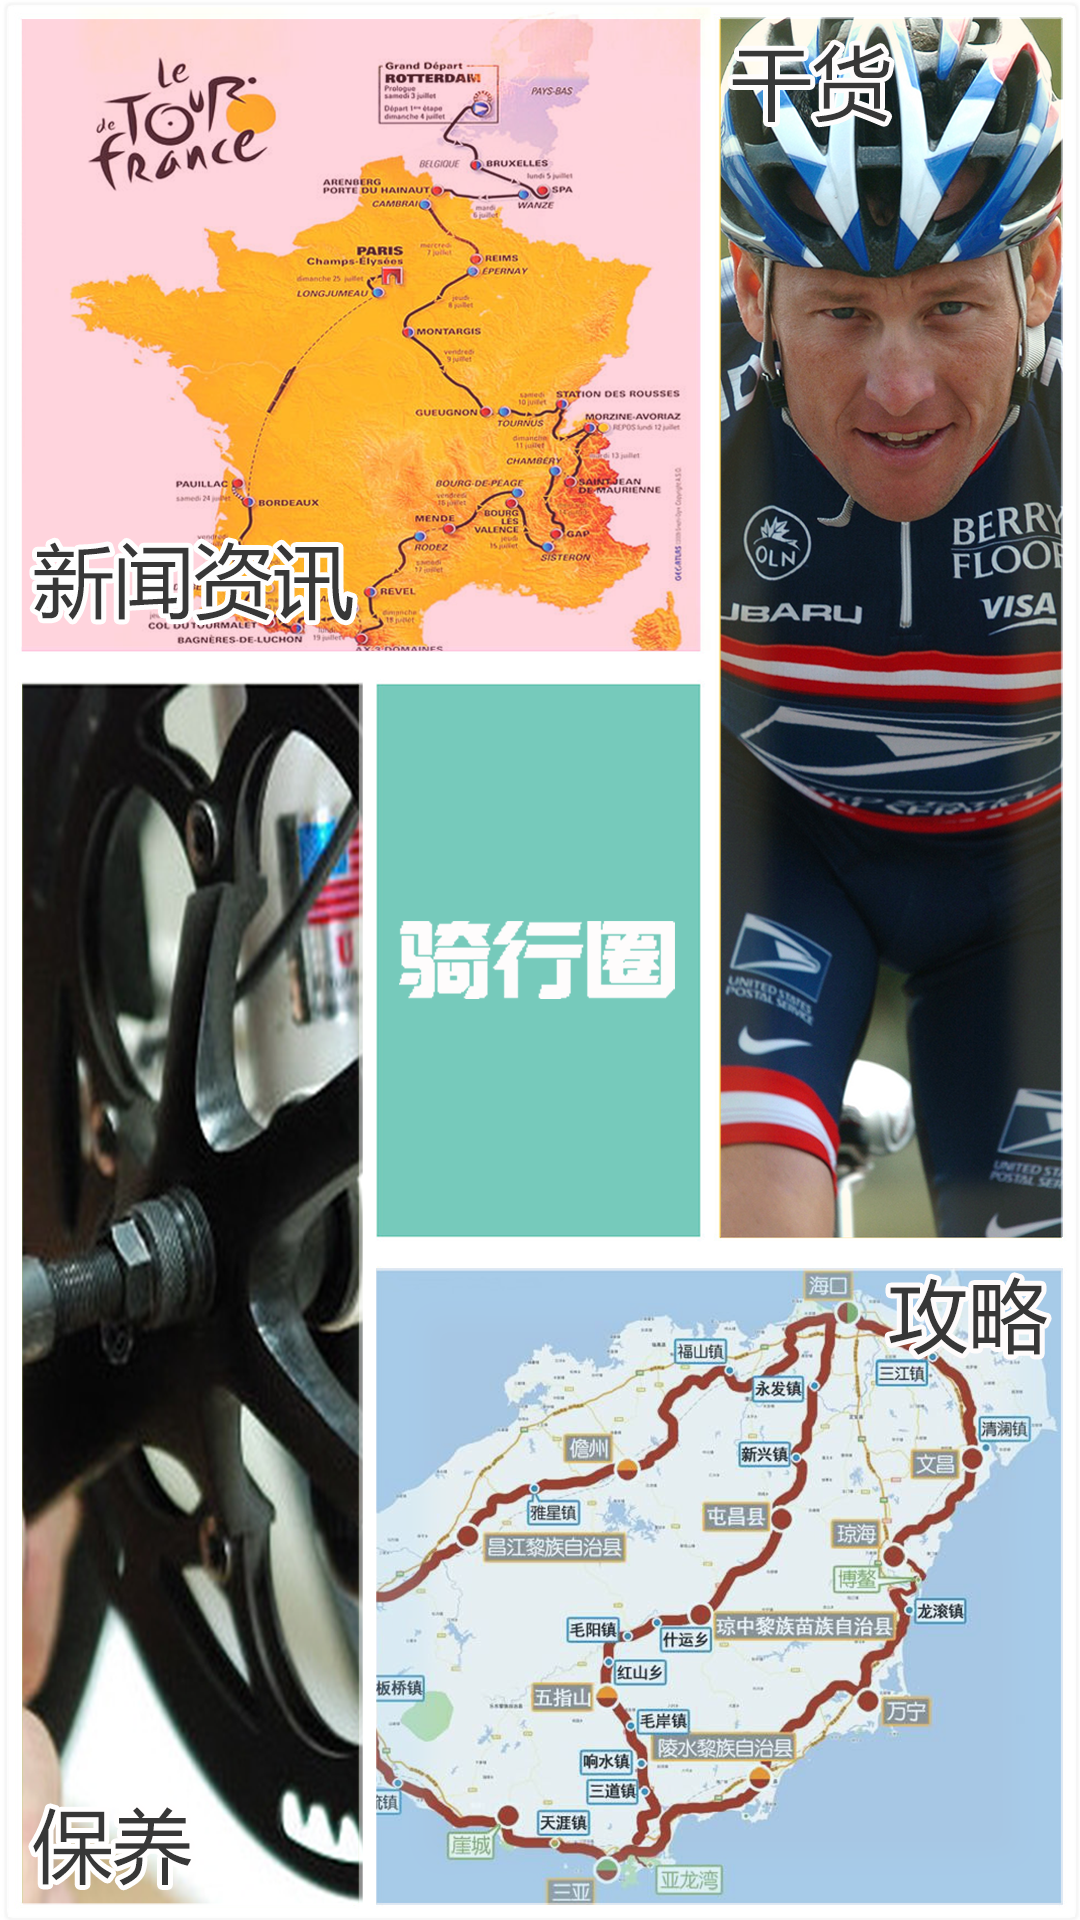 Le
TOUR
de
FRANCE
Grand Départ
ROTTERDAM
Prologue
samedi 3 juillet
Départ 1ère étape
dimanche 4 juillet
PAYS-BAS
BELGIQUE
BRUXELLES
lundi 5 juillet
ARENBERG
PORTE DU HAINAUT
SPA
CAMBRAI
mardi
6 juillet
WANZE
PARIS
Champs-Élysées
mercredi
7 juillet
REIMS
ÉPERNAY
dimanche 25 juillet
LONGJUMEAU
jeudi
8 juillet
MONTARGIS
vendredi
9 juillet
STATION DES ROUSSES
samedi
10 juillet
GUEUGNON
TOURNUS
MORZINE-AVORIAZ
REPOS lundi 12 juillet
dimanche
11 juillet
mardi 13 juillet
CHAMBÉRY
SAINT-JEAN
DE-MAURIENNE
PAUILLAC
samedi 24 juillet
BORDEAUX
BOURG-DE-PÉAGE
vendredi
16 juillet
BOURG
LÈS
VALENCE
jeudi
15 juillet
MENDE
RODEZ
GAP
SISTERON
samedi
17 juillet
REVEL
dimanche
18 juillet
COL DU TOURMALET
BAGNÈRES-DE-LUCHON
lundi
19 juillet
AX-3 DOMAINES
新闻资讯
干货
OLN
BERRY
FLOOR
UBARU
VISA
UNITED STATES
POSTAL SERVICE
UNITED ST
POSTAL SER
骑行圈
保养
攻略
海口
福山镇
永发镇
三江镇
清澜镇
儋州
新兴镇
文昌
雅星镇
屯昌县
琼海
昌江黎族自治县
博鳌
龙滚镇
毛阳镇
什运乡
琼中黎族苗族自治县
红山乡
板桥镇
五指山
万宁
毛岸镇
陵水黎族自治县
响水镇
三道镇
天涯镇
崖城
亚龙湾
三亚